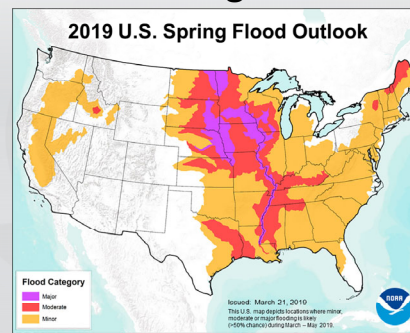 2019 U.S. Spring Flood Outlook
Flood Category
Major
Moderate
Minor
Issued: March 21, 2019
This U.S. map depicts locations where minor,
moderate or major flooding is likely
(>50% chance) during March - May, 2019.
NOAA